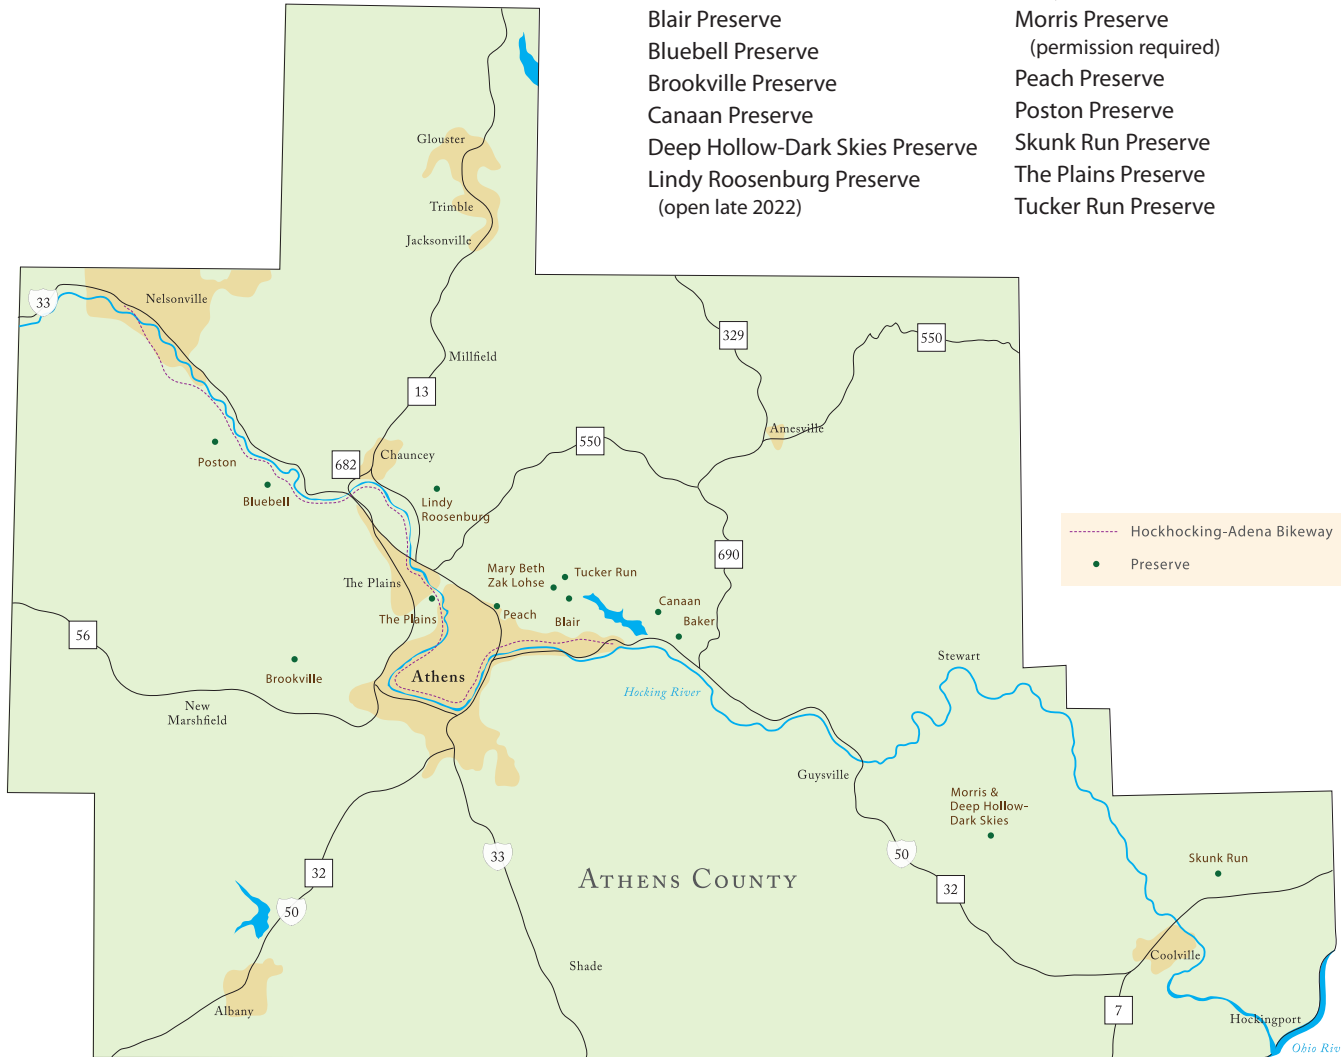 Blair Preserve
Bluebell Preserve
Brookville Preserve
Canaan Preserve
Deep Hollow-Dark Skies Preserve
Lindy Roosenburg Preserve
(open late 2022)
Morris Preserve
(permission required)
Peach Preserve
Poston Preserve
Skunk Run Preserve
The Plains Preserve
Tucker Run Preserve
Glouster
Trimble
Jacksonville
33
Nelsonville
Millfield
13
329
550
Amesville
550
682
Chauncey
Poston
Bluebell
Lindy
Roosenburg
690
Hockhocking-Adena Bikeway
Preserve
The Plains
The Plains
Mary Beth
Zak Lohse
Tucker Run
Peach
Blair
Canaan
Baker
56
Brookville
Athens
New
Marshfield
Hocking River
Stewart
Guysville
Morris &
Deep Hollow-
Dark Skies
Skunk Run
32
33
50
50
32
Athens County
Shade
Albany
Coolville
7
Hockingport
Ohio Riv